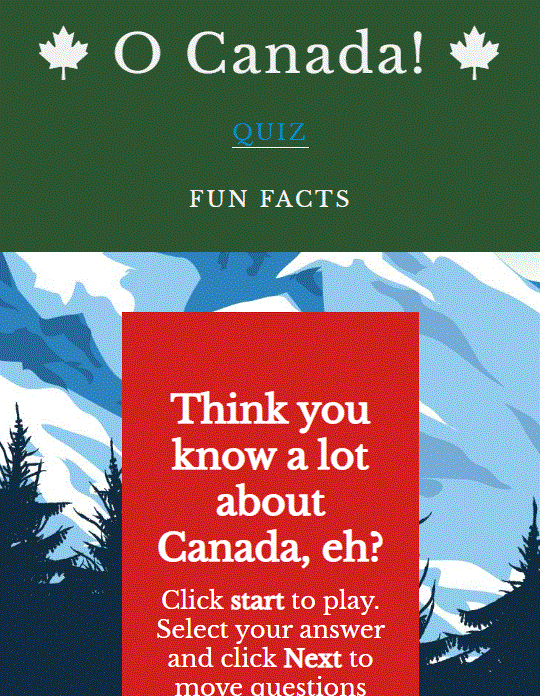 O Canada!
QUIZ
FUN FACTS
Think you
know a lot
about
Canada, eh?
Click start to play.
Select your answer
and click Next to
move questions